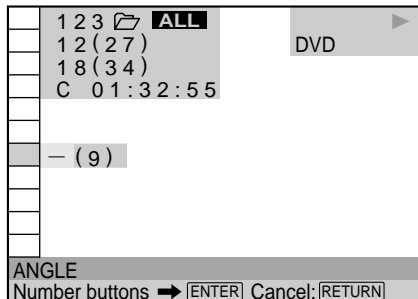 123 ALL
12(27)
DVD
18(34)
C 01:32:55
– (9)
ANGLE
Number buttons ➡ ENTER Cancel: RETURN